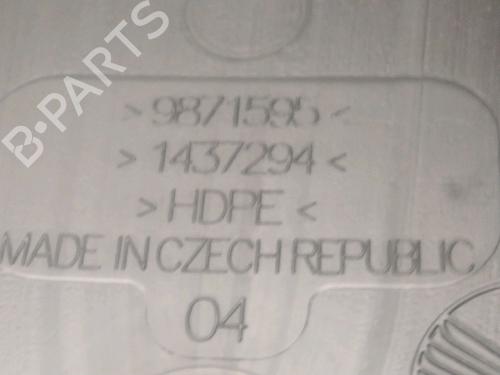 B-PARTS
>9871595<
>1437294<
>HDPE<
MADE IN CZECH REPUBLIC
04